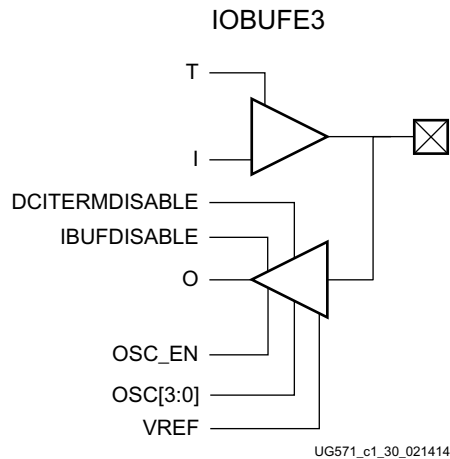 IOBUFE3
T
I
DCITERMDISABLE
IBUFDISABLE
O
OSC_EN
OSC[3:0]
VREF
UG571_c1_30_021414